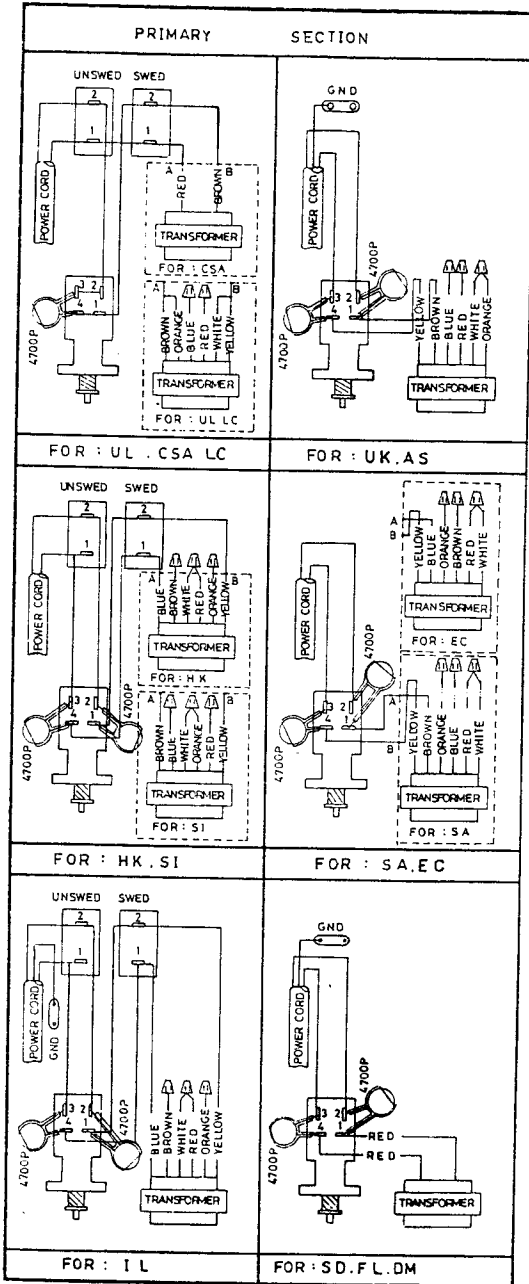 PRIMARY SECTION
UNSWED SWED
2 2
1 1
POWER CORD
A B
RED
BROWN
TRANSFORMER
FOR : CSA
3 2
4 1
4700P
A B
BROWN
ORANGE
BLUE
RED
WHITE
YELLOW
TRANSFORMER
FOR : UL LC
FOR : UL . CSA LC
GND
POWER CORD
4700P
3 2
4 1
4700P
YELLOW
BROWN
BLUE
RED
WHITE
ORANGE
TRANSFORMER
FOR : UK.AS
UNSWED SWED
2 2
1 1
POWER CORD
A B
BLUE
BROWN
WHITE
RED
ORANGE
YELLOW
TRANSFORMER
FOR : HK
4700P
3 2
4 1
4700P
A B
BROWN
BLUE
WHITE
ORANGE
RED
YELLOW
TRANSFORMER
FOR : SI
FOR : HK.SI
POWER CORD
A
B
YELLOW
BLUE
ORANGE
BROWN
RED
WHITE
TRANSFORMER
FOR : EC
4700P
3 2
4 1
4700P
A
B
YELLOW
BROWN
ORANGE
BLUE
RED
WHITE
TRANSFORMER
FOR : SA
FOR : SA.EC
UNSWED SWED
2 2
1 1
POWER CORD
GND
4700P
3 2
4 1
4700P
BLUE
BROWN
WHITE
RED
ORANGE
YELLOW
TRANSFORMER
FOR : IL
GND
POWER CORD
4700P
3 2
4 1
4700P
RED
RED
TRANSFORMER
FOR : SD.FL.DM